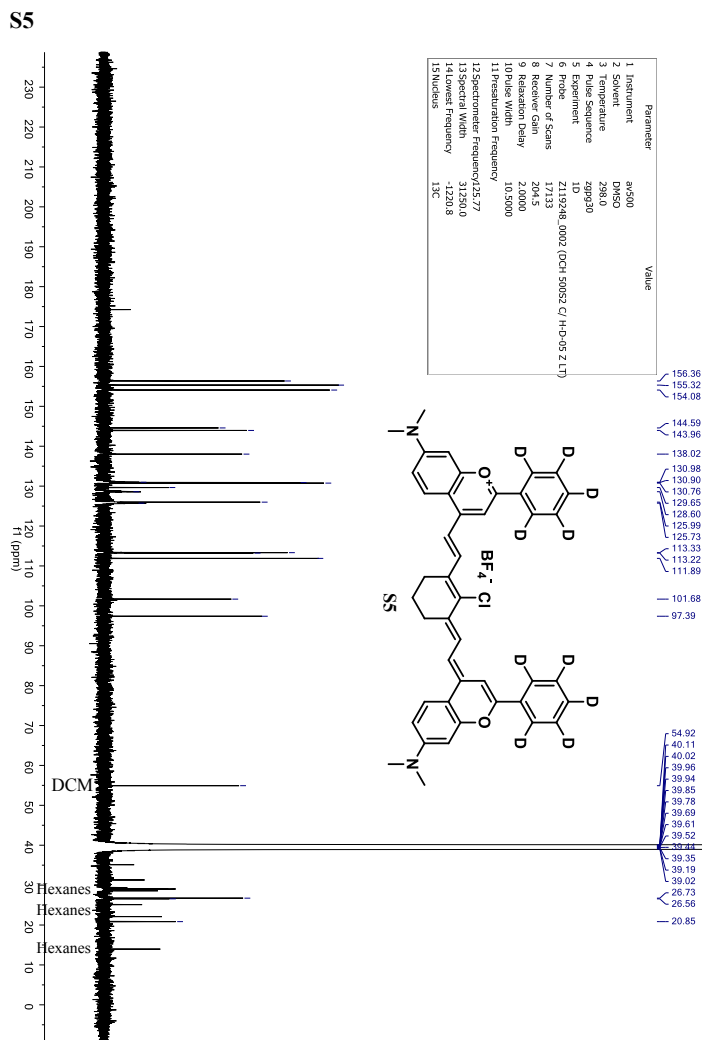 S5
Parameter Value
1 Instrument av500
2 Solvent DMSO
3 Temperature 298.0
4 Pulse Sequence zgpg30
5 Experiment 1D
6 Probe Z119248_0002 (DCH 500S2 C/ H-D-05 Z LT)
7 Number of Scans 17133
8 Receiver Gain 204.5
9 Relaxation Delay 2.0000
10 Pulse Width 10.5000
11 Presaturation Frequency
12 Spectrometer Frequency 125.77
13 Spectral Width 31250.0
14 Lowest Frequency -1220.8
15 Nucleus 13C
156.36
155.32
154.08
144.59
143.96
138.02
130.98
130.90
130.76
129.65
128.60
125.99
125.73
113.33
113.22
111.89
101.68
97.39
54.92
40.11
40.02
39.96
39.94
39.85
39.78
39.69
39.61
39.52
39.44
39.35
39.19
39.02
26.73
26.56
20.85
D D D D D D D D D D
O+ O
N N
Cl
BF4-
S5
DCM
Hexanes
Hexanes
Hexanes
230 220 210 200 190 180 170 160 150 140 130 120 110 100 90 80 70 60 50 40 30 20 10 0
f1 (ppm)